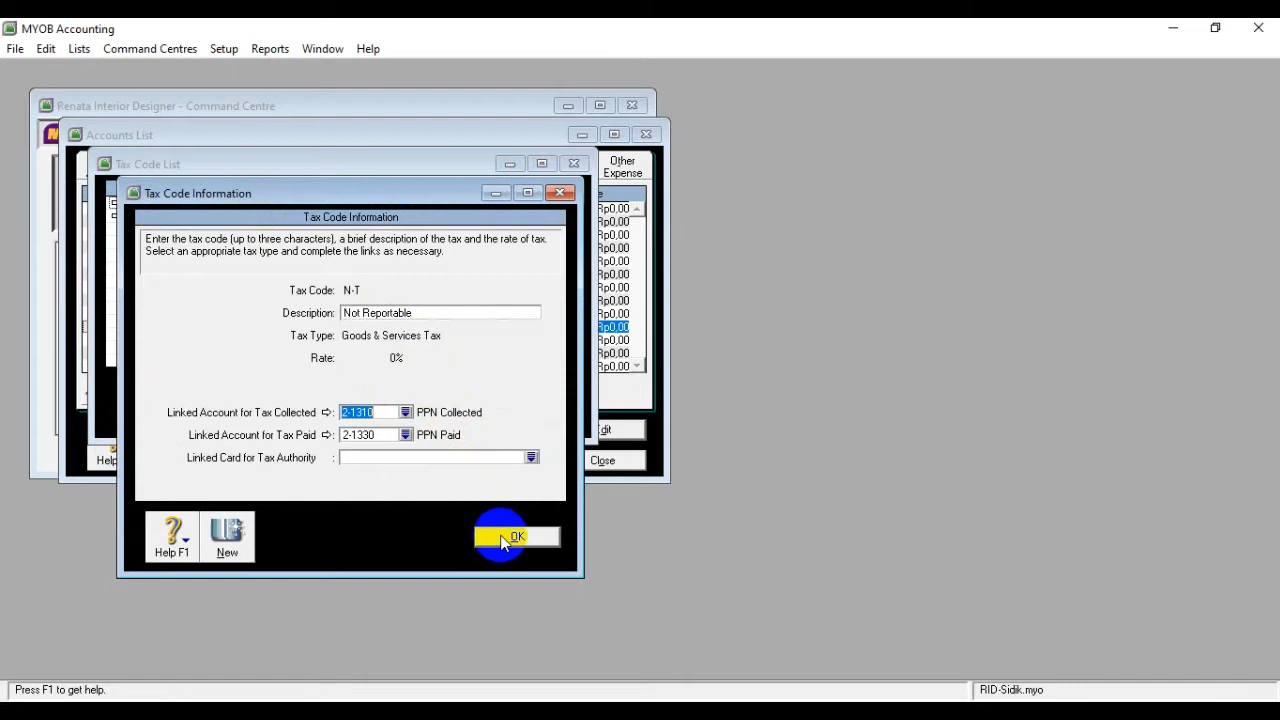 MYOB Accounting
File Edit Lists Command Centres Setup Reports Window Help
Renata Interior Designer - Command Centre
Accounts List
Tax Code List
Other
Expense
Tax Code Information
Tax Code Information
Enter the tax code (up to three characters), a brief description of the tax and the rate of tax.
Select an appropriate tax type and complete the links as necessary.
Tax Code: N-T
Description: Not Reportable
Tax Type: Goods & Services Tax
Rate: 0%
Linked Account for Tax Collected : 2-1310 PPN Collected
Linked Account for Tax Paid : 2-1330 PPN Paid
Linked Card for Tax Authority :
Rp0,00
Rp0,00
Rp0,00
Rp0,00
Rp0,00
Rp0,00
Rp0,00
Rp0,00
Rp0,00
Rp0,00
Rp0,00
Rp0,00
Rp0,00
Close
Help F1
New
OK
Press F1 to get help.
RID-Sidik.myo